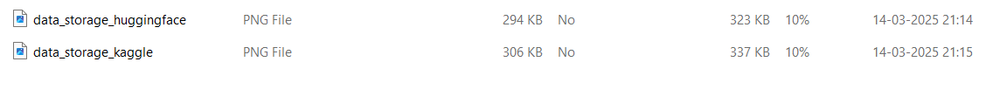 data_storage_huggingface PNG File 294 KB No 323 KB 10% 14-03-2025 21:14
data_storage_kaggle PNG File 306 KB No 337 KB 10% 14-03-2025 21:15